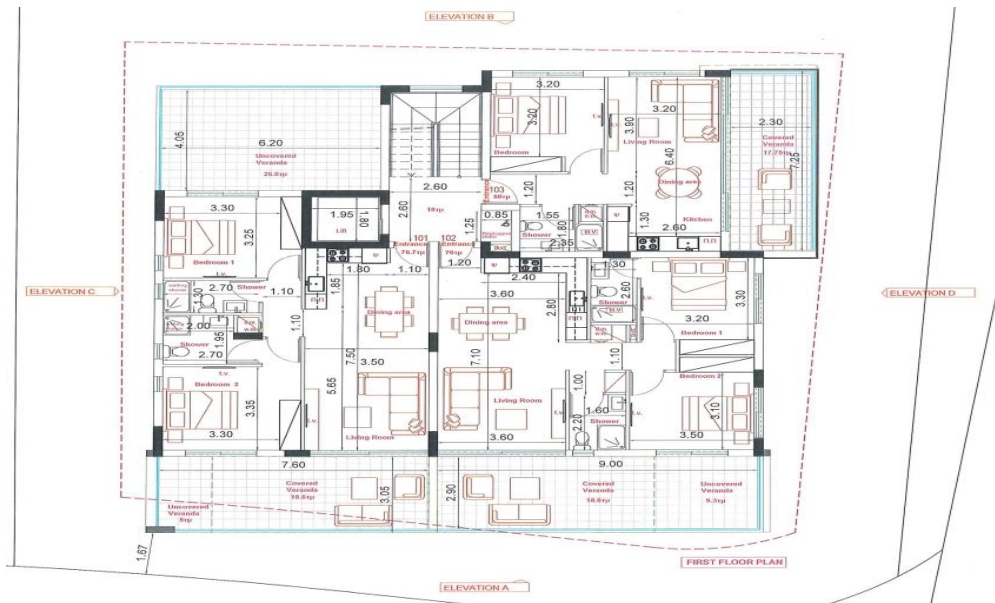 ELEVATION B
3.20
3.20
Bedroom
t.v.
3.20
3.90
Living Room
6.40
Dining area
2.30
Covered
Veranda
7.25
4.05
6.20
Uncovered
Veranda
2.60
2.60
Entrance
103
1.20
1.20
1.30
Kitchen
2.60
0.85
1.55
1.80
Shower
2.35
1.25
3.30
3.25
Bedroom 1
t.v.
1.95
1.80
Lift
101
102
Entrance
Entrance
1.80
1.10
1.20
1.85
2.40
1.30
ELEVATION C
ELEVATION D
2.70
Shower
1.30
1.10
2.00
1.95
Shower
2.70
1.10
Dining area
3.60
Dining area
2.80
Shower
2.60
3.20
3.30
Bedroom 1
t.v.
Bedroom 2
3.35
3.30
7.50
3.50
5.65
t.v.
Living Room
7.10
Living Room
3.60
1.10
1.00
1.60
Shower
2.20
Bedroom 2
3.10
3.50
7.60
9.00
Covered
Veranda
3.05
2.90
Uncovered
Veranda
Covered
Veranda
Uncovered
Veranda
1.67
FIRST FLOOR PLAN
ELEVATION A